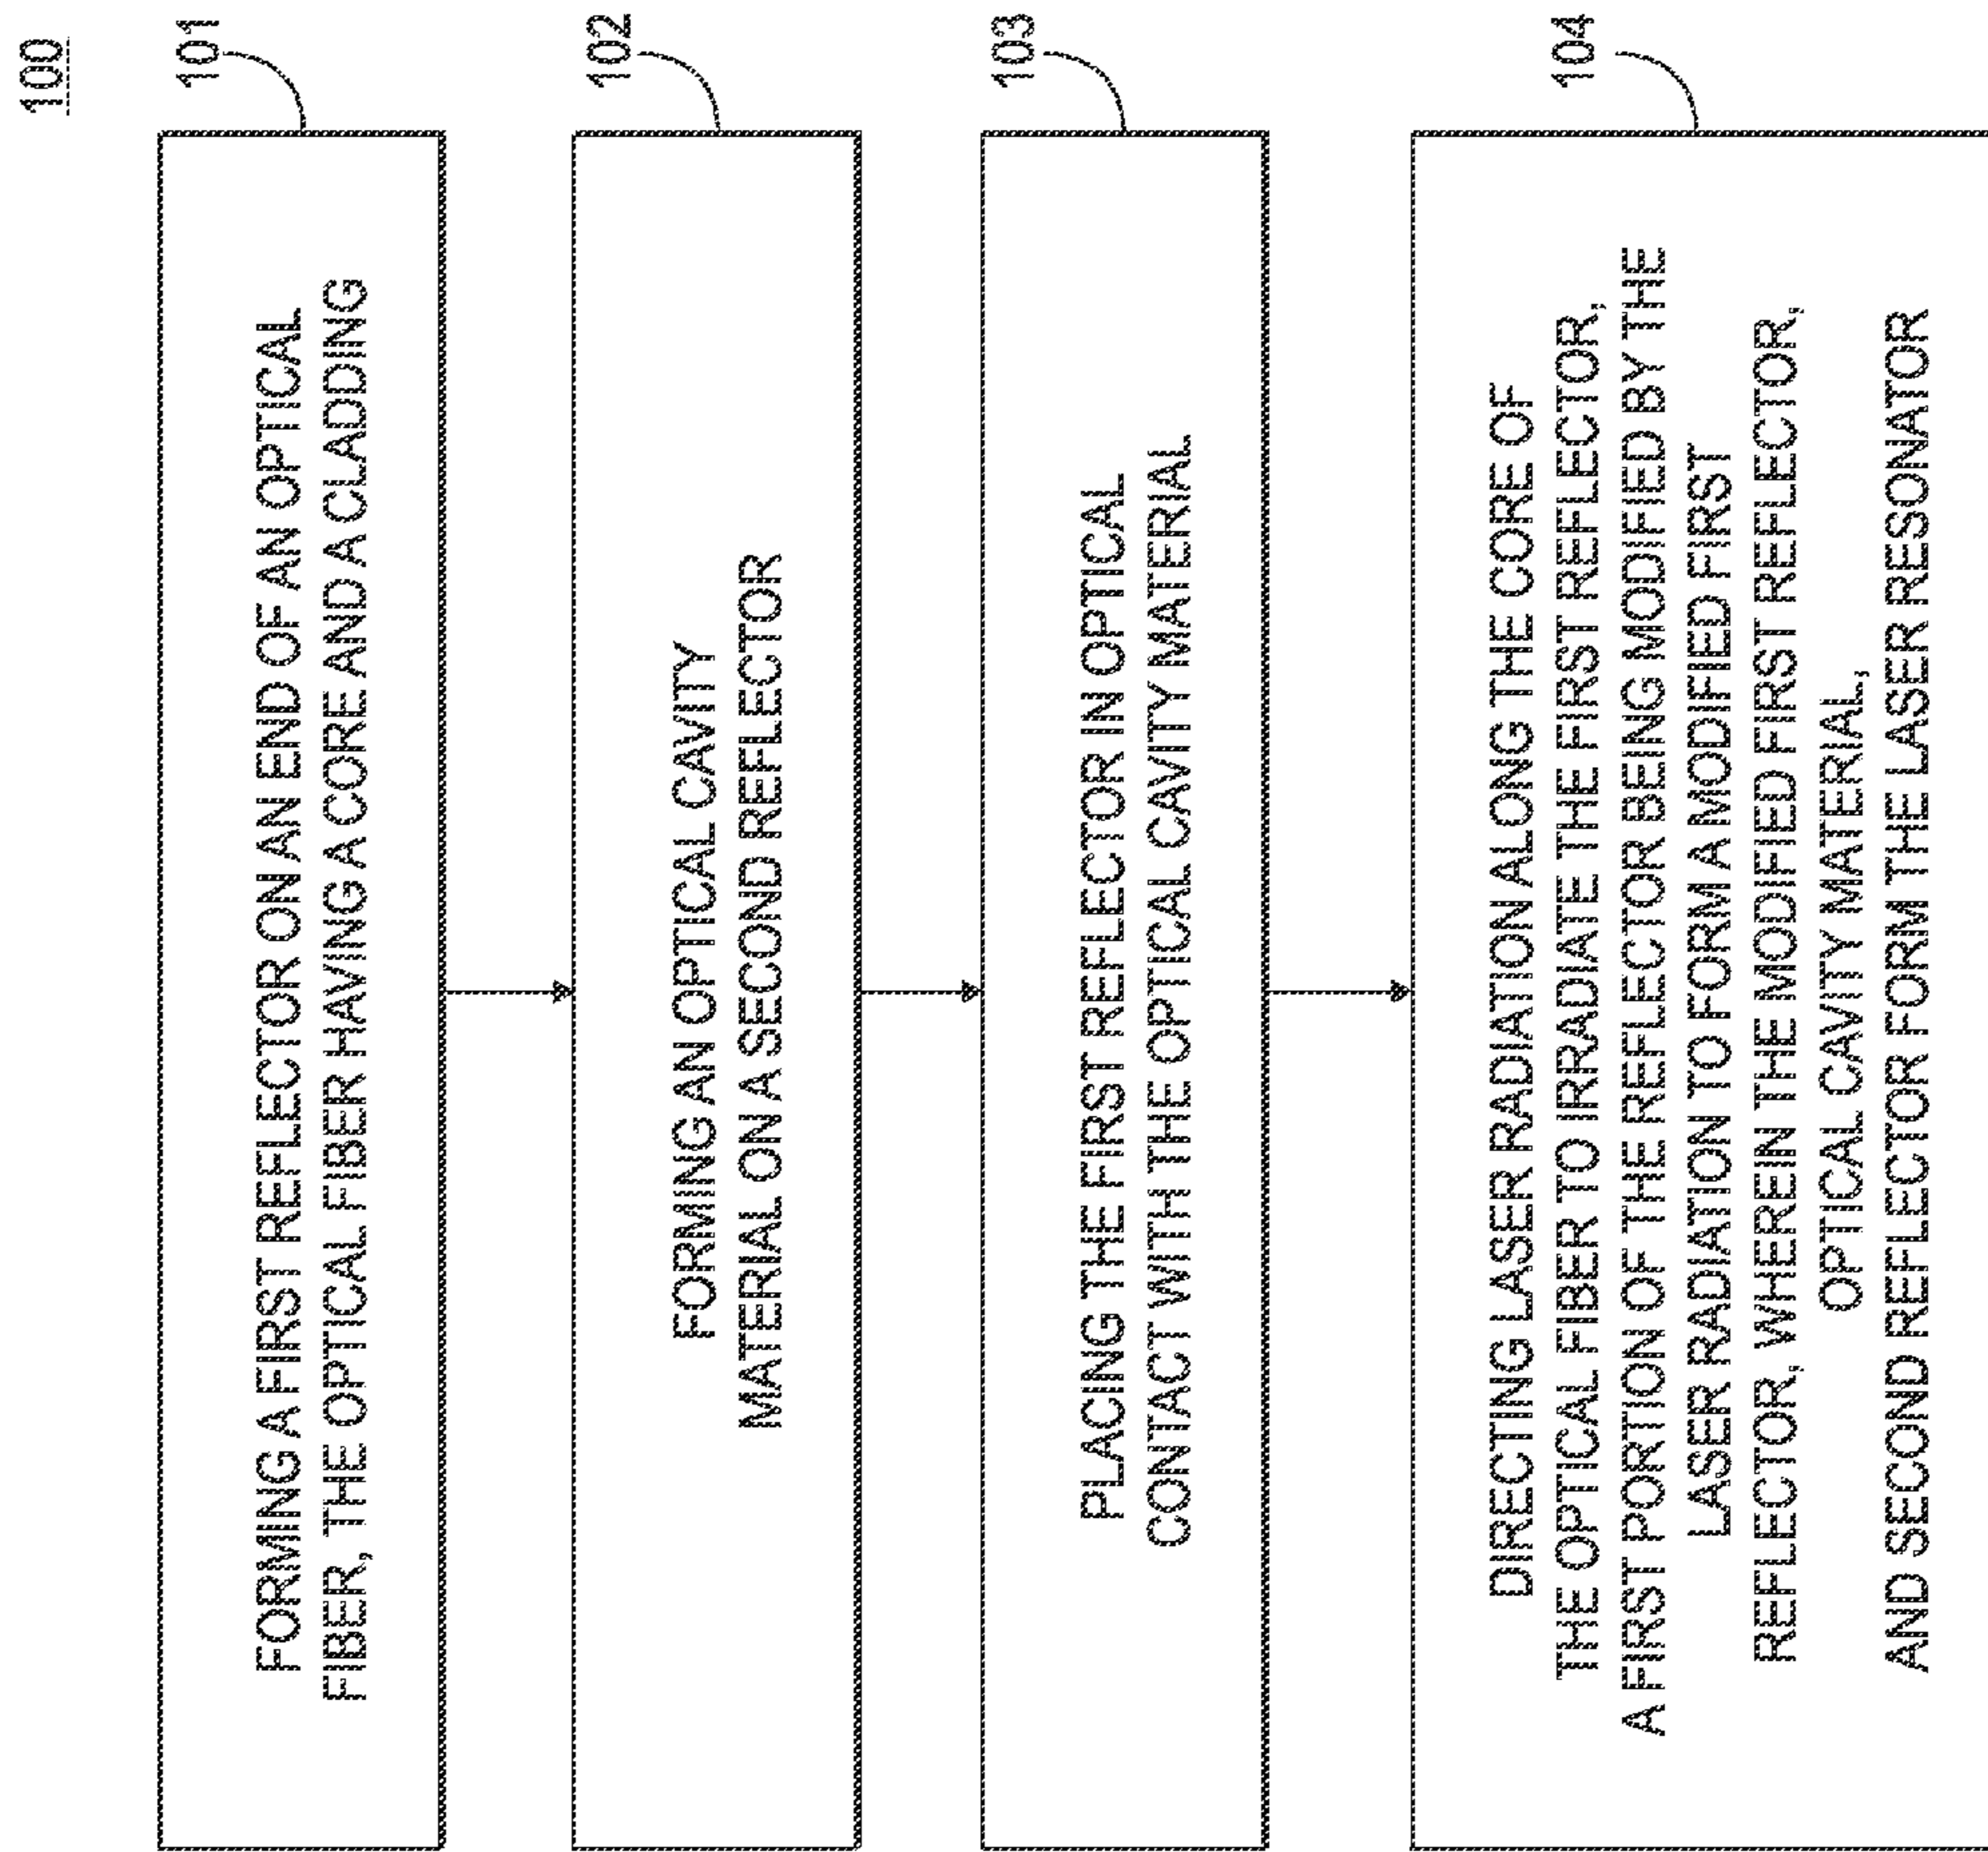 100
101
FORMING A FIRST REFLECTOR ON AN END OF AN OPTICAL
FIBER, THE OPTICAL FIBER HAVING A CORE AND A CLADDING
102
FORMING AN OPTICAL CAVITY
MATERIAL ON A SECOND REFLECTOR
103
PLACING THE FIRST REFLECTOR IN OPTICAL
CONTACT WITH THE OPTICAL CAVITY MATERIAL
104
DIRECTING LASER RADIATION ALONG THE CORE OF
THE OPTICAL FIBER TO IRRADIATE THE FIRST REFLECTOR,
A FIRST PORTION OF THE REFLECTOR BEING MODIFIED BY THE
LASER RADIATION TO FORM A MODIFIED FIRST
REFLECTOR, WHEREIN THE MODIFIED FIRST REFLECTOR,
OPTICAL CAVITY MATERIAL,
AND SECOND REFLECTOR FORM THE LASER RESONATOR